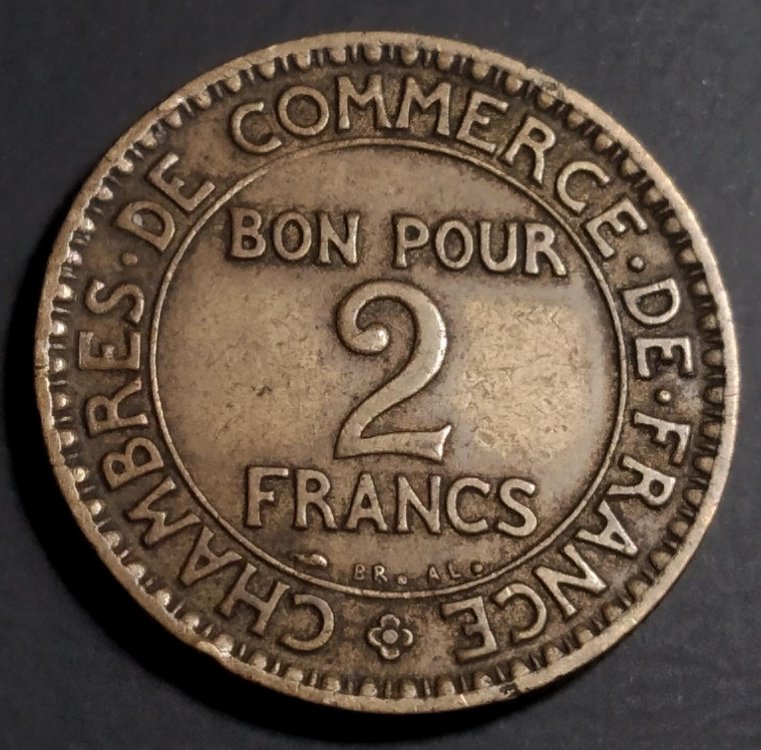 CHAMBRES·DE COMMERCE·DE·FRANCE
BON POUR
2
FRANCS
BR. AL.